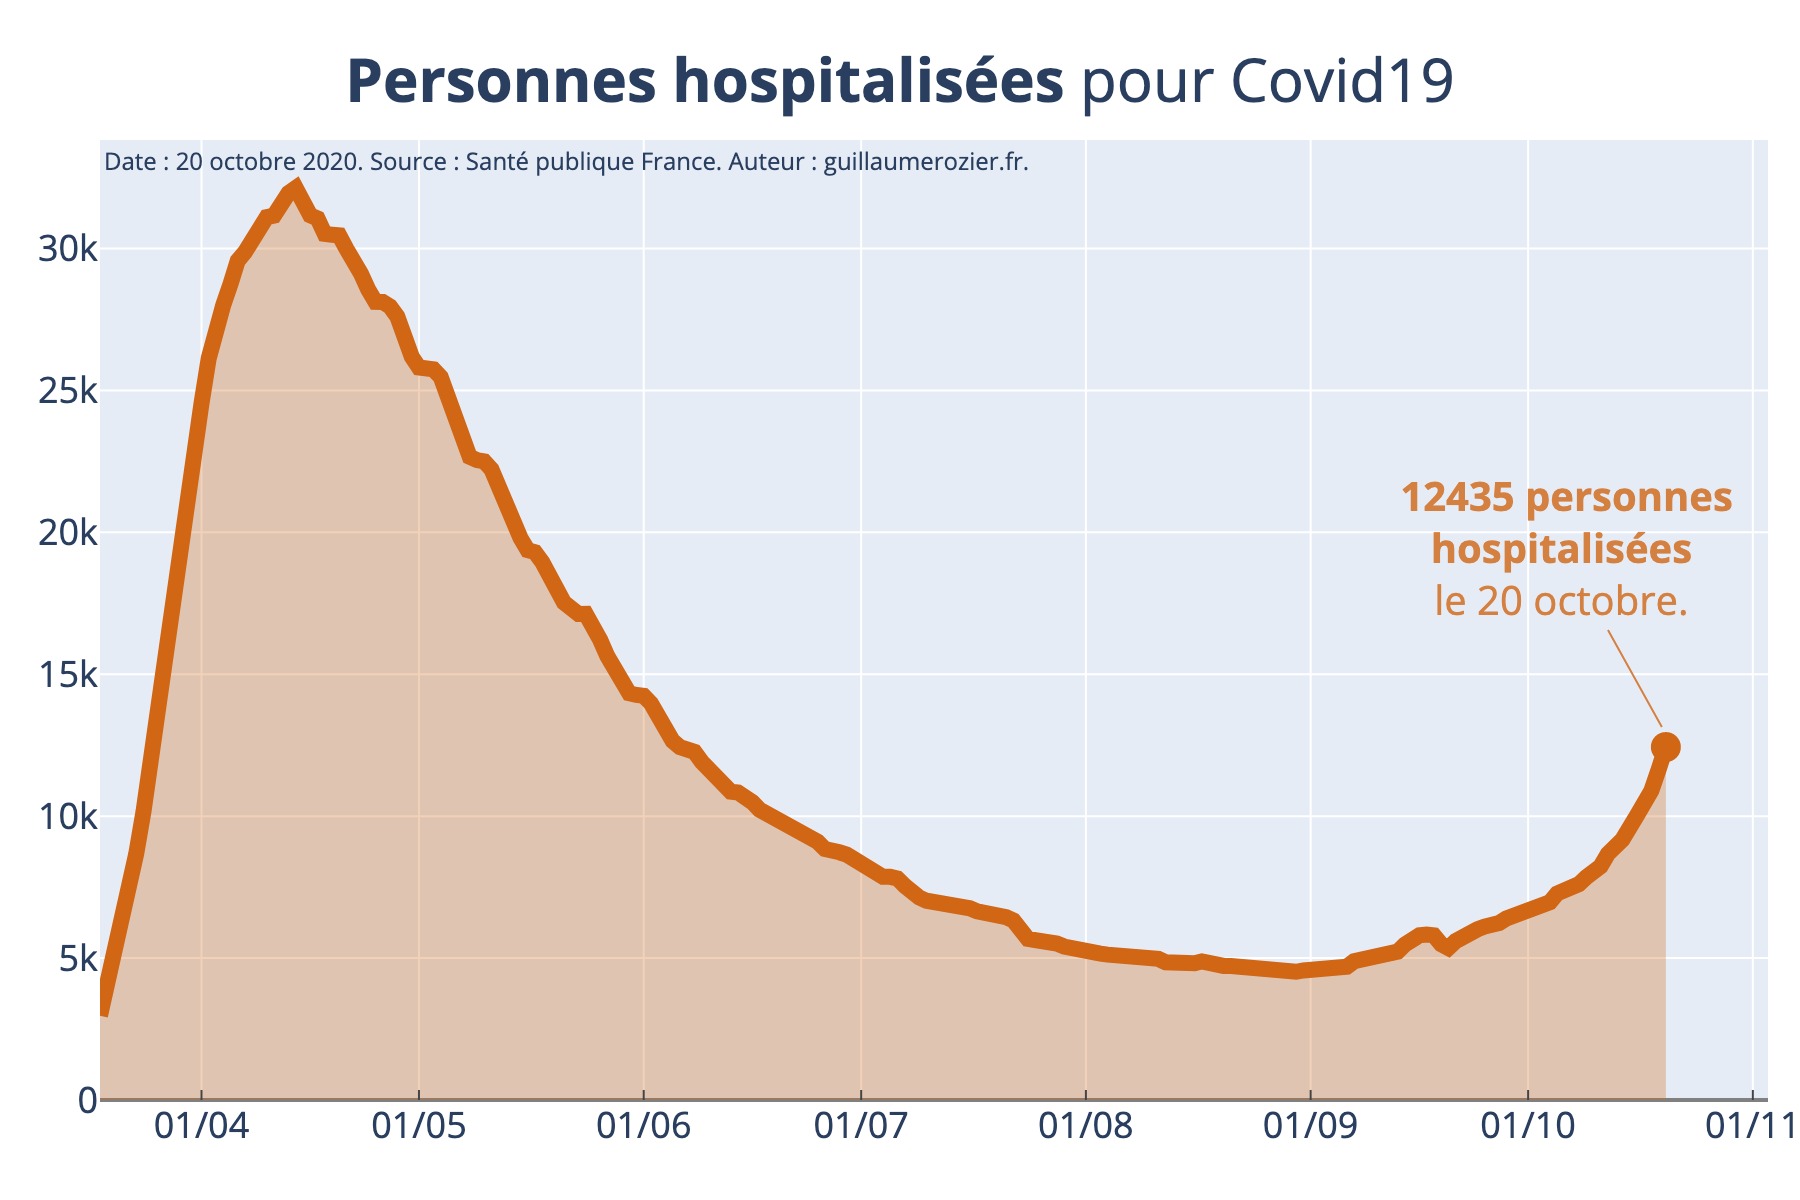 Personnes hospitalisées pour Covid19
Date : 20 octobre 2020. Source : Santé publique France. Auteur : guillaumerozier.fr.
30k
25k
20k
15k
10k
5k
0
12435 personnes
hospitalisées
le 20 octobre.
01/04 01/05 01/06 01/07 01/08 01/09 01/10 01/11